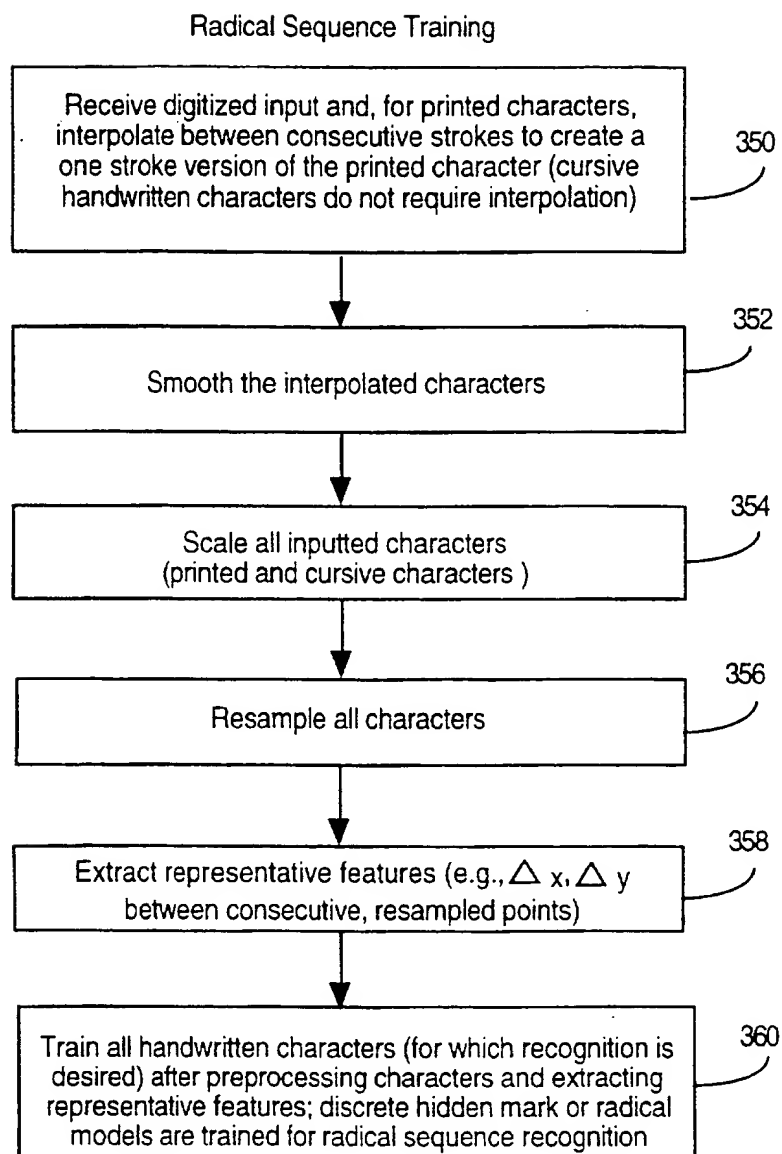 Radical Sequence Training
Receive digitized input and, for printed characters,
interpolate between consecutive strokes to create a
one stroke version of the printed character (cursive
handwritten characters do not require interpolation)
350
352
Smooth the interpolated characters
354
Scale all inputted characters
(printed and cursive characters )
356
Resample all characters
358
Extract representative features (e.g., △ x, △ y
between consecutive, resampled points)
360
Train all handwritten characters (for which recognition is
desired) after preprocessing characters and extracting
representative features; discrete hidden mark or radical
models are trained for radical sequence recognition